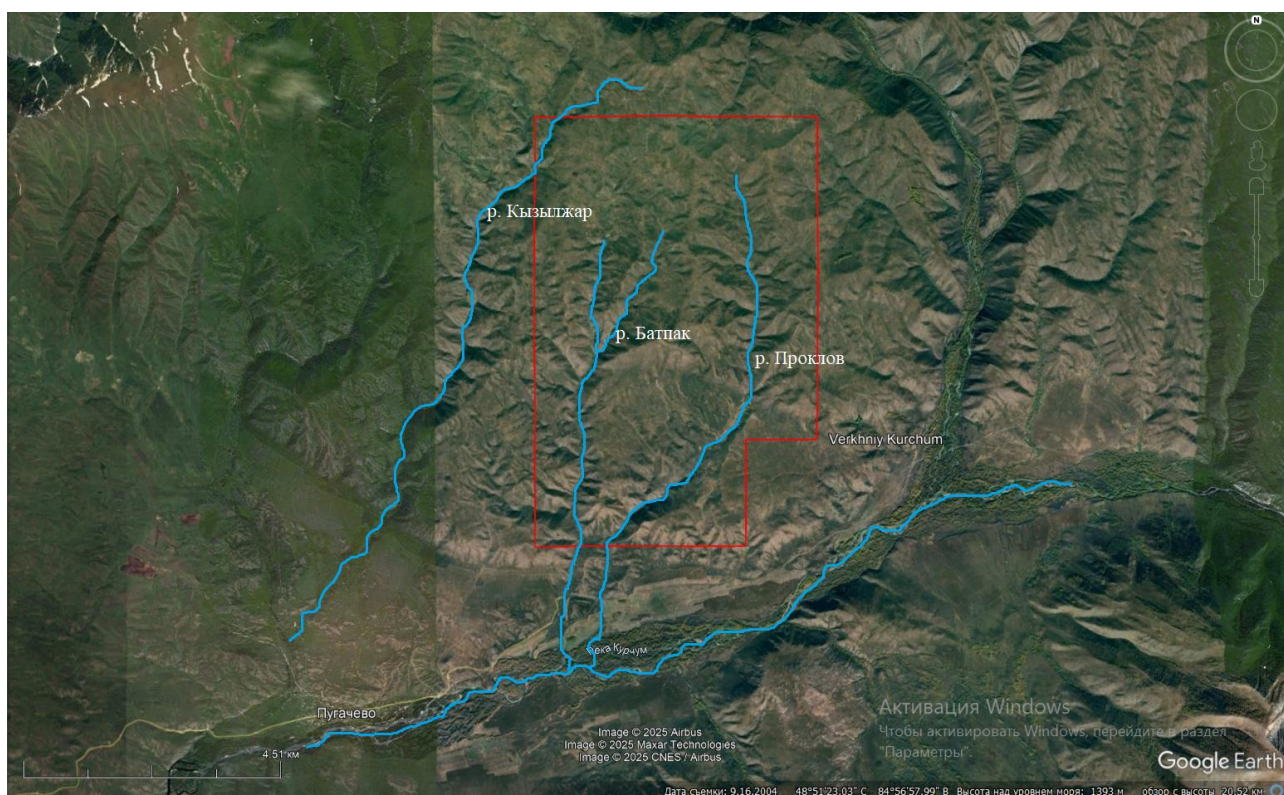 N
р. Кызылжар
р. Батпак
р. Проклов
Verkhniy Kurchum
Река Курчум
Пугачево
4.51 км
Image © 2025 Airbus
Image © 2025 Maxar Technologies
Image © 2025 CNES / Airbus
Активация Windows
Чтобы активировать Windows, перейдите в раздел
"Параметры".
Google Earth
Дата съемки: 9.16.2004 48°51'23.03" С 84°56'57.99" В Высота над уровнем моря: 1393 м обзор с высоты 20.52 км